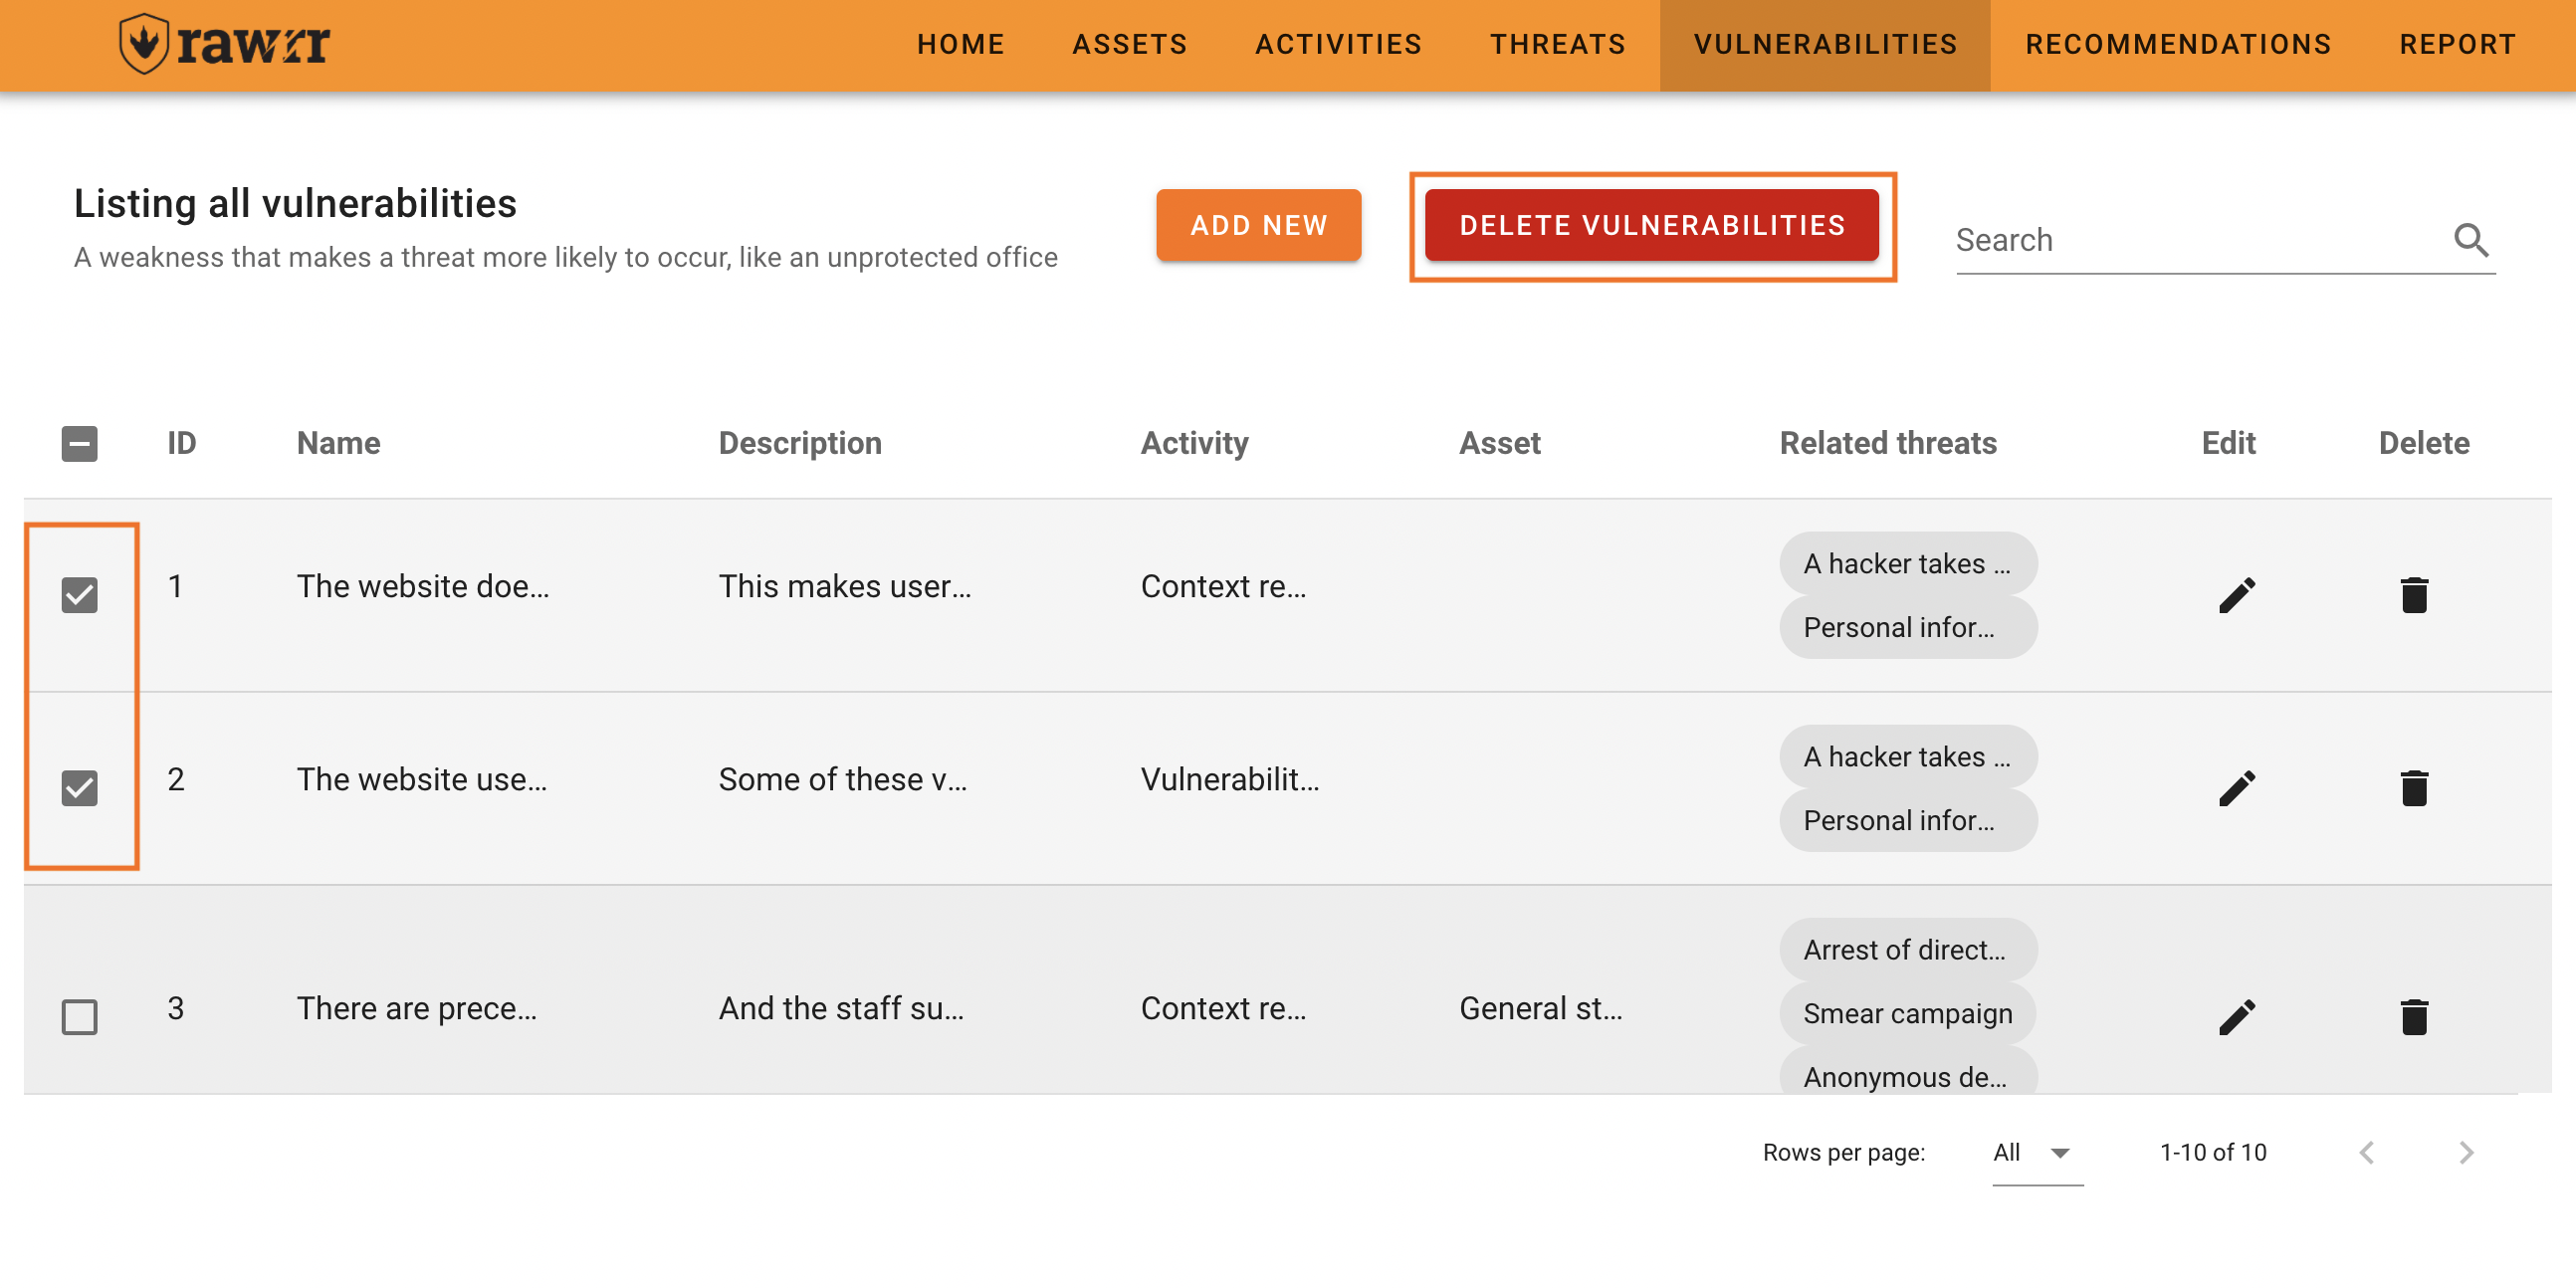 rawrr HOME ASSETS ACTIVITIES THREATS VULNERABILITIES RECOMMENDATIONS REPORT
Listing all vulnerabilities
A weakness that makes a threat more likely to occur, like an unprotected office
ADD NEW DELETE VULNERABILITIES Search
ID Name Description Activity Asset Related threats Edit Delete
1 The website doe... This makes user... Context re... A hacker takes ...
Personal infor...
2 The website use... Some of these v... Vulnerabilit... A hacker takes ...
Personal infor...
Arrest of direct...
3 There are prece... And the staff su... Context re... General st... Smear campaign
Anonymous de...
Rows per page: All 1-10 of 10